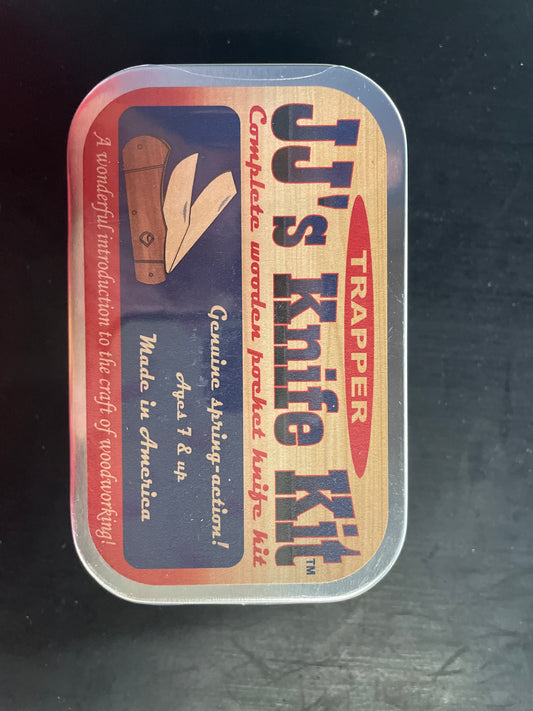 TRAPPER
JJ's Knife Kit™
Complete wooden pocket knife kit
Genuine spring-action!
Ages 7 & up
Made in America
A wonderful introduction to the craft of woodworking!